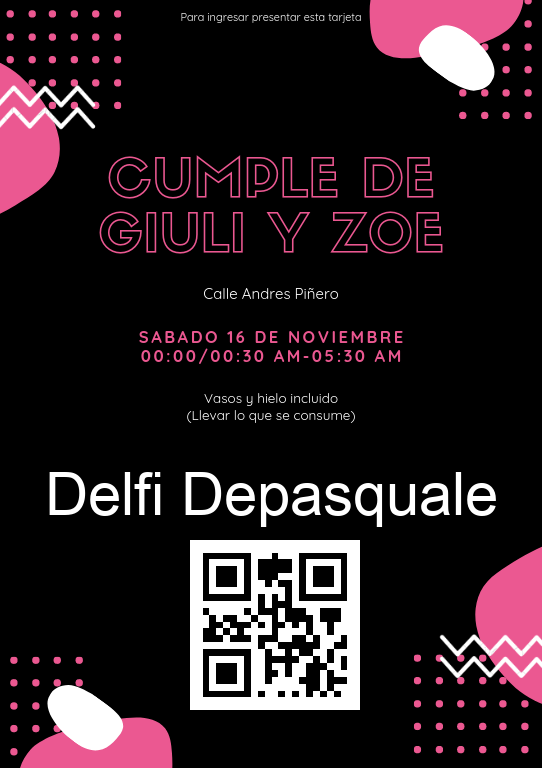 Para ingresar presentar esta tarjeta
CUMPLE DE
GIULI Y ZOE
Calle Andres Piñero
SABADO 16 DE NOVIEMBRE
00:00/00:30 AM-05:30 AM
Vasos y hielo incluido
(Llevar lo que se consume)
Delfi Depasquale